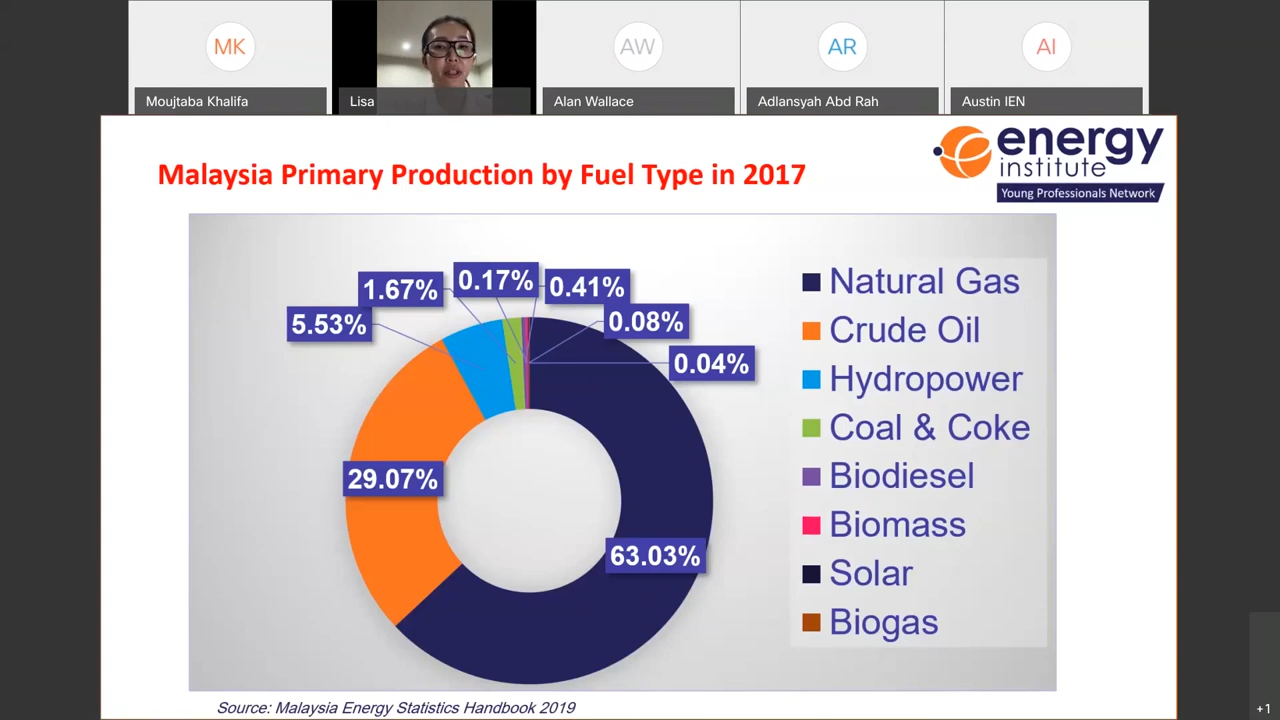 MK
AW
AR
AI
Moujtaba Khalifa
Lisa
Alan Wallace
Adlansyah Abd Rah
Austin IEN
energy
institute
Young Professionals Network
Malaysia Primary Production by Fuel Type in 2017
0.17%
0.41%
1.67%
0.08%
5.53%
0.04%
29.07%
63.03%
Natural Gas
Crude Oil
Hydropower
Coal & Coke
Biodiesel
Biomass
Solar
Biogas
Source: Malaysia Energy Statistics Handbook 2019
+1